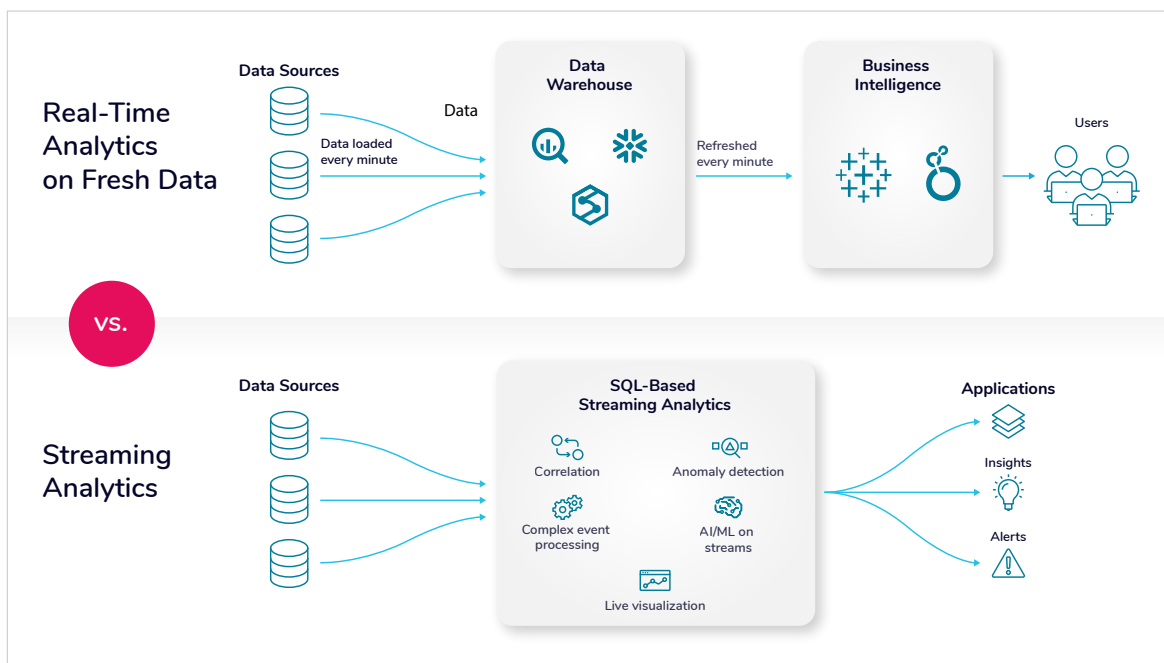 Real-Time
Analytics
on Fresh Data
Data Sources
Data loaded
every minute
Data
Data
Warehouse
Refreshed
every minute
Business
Intelligence
Users
vs.
Streaming
Analytics
Data Sources
SQL-Based
Streaming Analytics
Correlation
Anomaly detection
Complex event
processing
AI/ML on
streams
Live visualization
Applications
Insights
Alerts